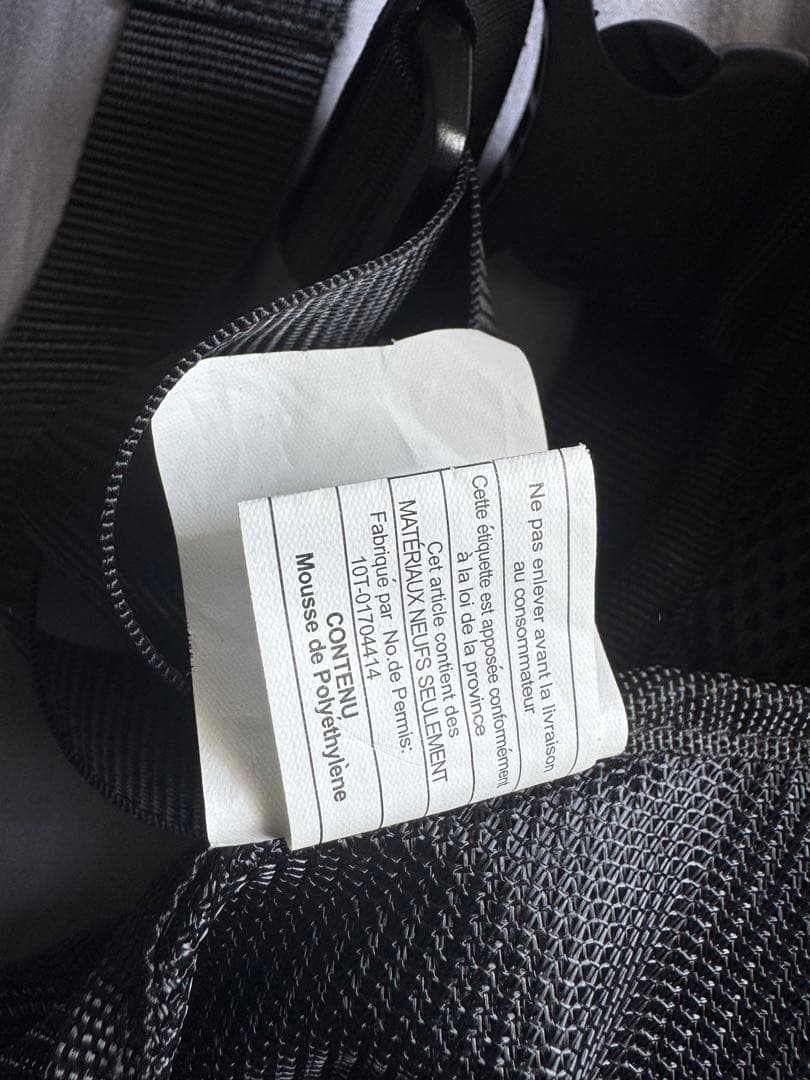 Ne pas enlever avant la livraison
au consommateur
Cette étiquette est apposée conformément
à la loi de la province
Cet article contient des
MATÉRIAUX NEUFS SEULEMENT
Fabriqué par No.de Permis:
10T-01704414
CONTENU
Mousse de Polyéthylène